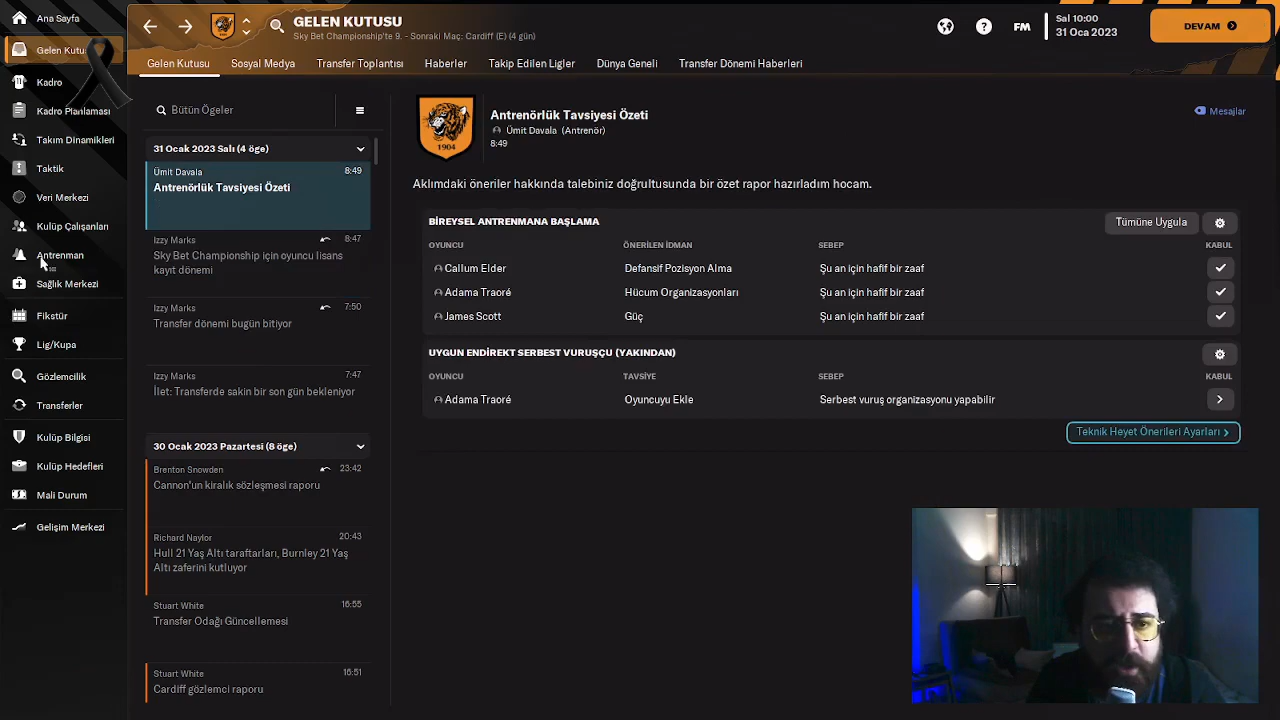 Ana Sayfa
Gelen Kutusu
Kadro
Kadro Planlaması
Takım Dinamikleri
Taktik
Veri Merkezi
Kulüp Çalışanları
Antrenman
Sağlık Merkezi
Fikstür
Lig/Kupa
Gözlemcilik
Transferler
Kulüp Bilgisi
Kulüp Hedefleri
Mali Durum
Gelişim Merkezi
GELEN KUTUSU
Sky Bet Championship'te 9. - Sonraki Maç: Cardiff (E) (4 gün)
FM
Sal 10:00
31 Oca 2023
DEVAM
Gelen Kutusu
Sosyal Medya
Transfer Toplantısı
Haberler
Takip Edilen Ligler
Dünya Geneli
Transfer Dönemi Haberleri
Bütün Ögeler
31 Ocak 2023 Salı (4 öge)
Ümit Davala 8:49
Antrenörlük Tavsiyesi Özeti
Izzy Marks 8:47
Sky Bet Championship için oyuncu lisans
kayıt dönemi
Izzy Marks 7:50
Transfer dönemi bugün bitiyor
Izzy Marks 7:47
İlet: Transferde sakin bir son gün bekleniyor
30 Ocak 2023 Pazartesi (8 öge)
Brenton Snowden 23:42
Cannon'un kiralık sözleşmesi raporu
Richard Naylor 20:43
Hull 21 Yaş Altı taraftarları, Burnley 21 Yaş
Altı zaferini kutluyor
Stuart White 16:55
Transfer Odağı Güncellemesi
Stuart White 16:51
Cardiff gözlemci raporu
1904
Antrenörlük Tavsiyesi Özeti
Ümit Davala (Antrenör)
8:49
Mesajlar
Aklımdaki öneriler hakkında talebiniz doğrultusunda bir özet rapor hazırladım hocam.
BİREYSEL ANTRENMANA BAŞLAMA
Tümüne Uygula
OYUNCU ÖNERİLEN İDMAN SEBEP KABUL
Callum Elder Defansif Pozisyon Alma Şu an için hafif bir zaaf
Adama Traoré Hücum Organizasyonları Şu an için hafif bir zaaf
James Scott Güç Şu an için hafif bir zaaf
UYGUN ENDİREKT SERBEST VURUŞÇU (YAKINDAN)
OYUNCU TAVSİYE SEBEP KABUL
Adama Traoré Oyuncuyu Ekle Serbest vuruş organizasyonu yapabilir
Teknik Heyet Önerileri Ayarları